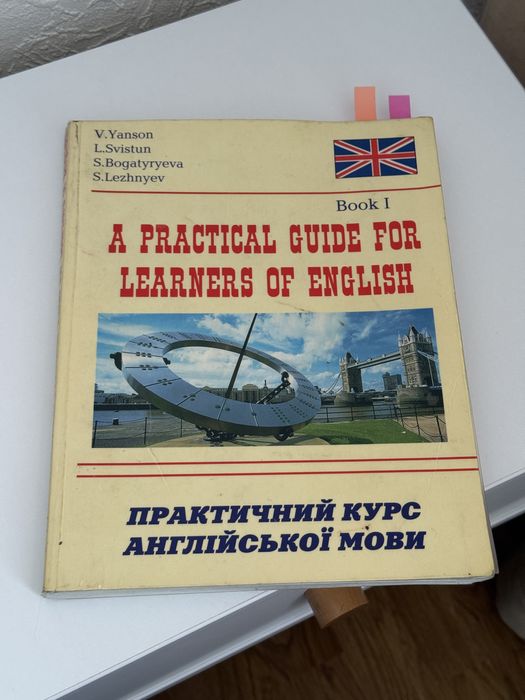 V.Yanson
L.Svistun
S.Bogatyryeva
S.Lezhnyev
Book I
A PRACTICAL GUIDE FOR
LEARNERS OF ENGLISH
ПРАКТИЧНИЙ КУРС
АНГЛІЙСЬКОЇ МОВИ